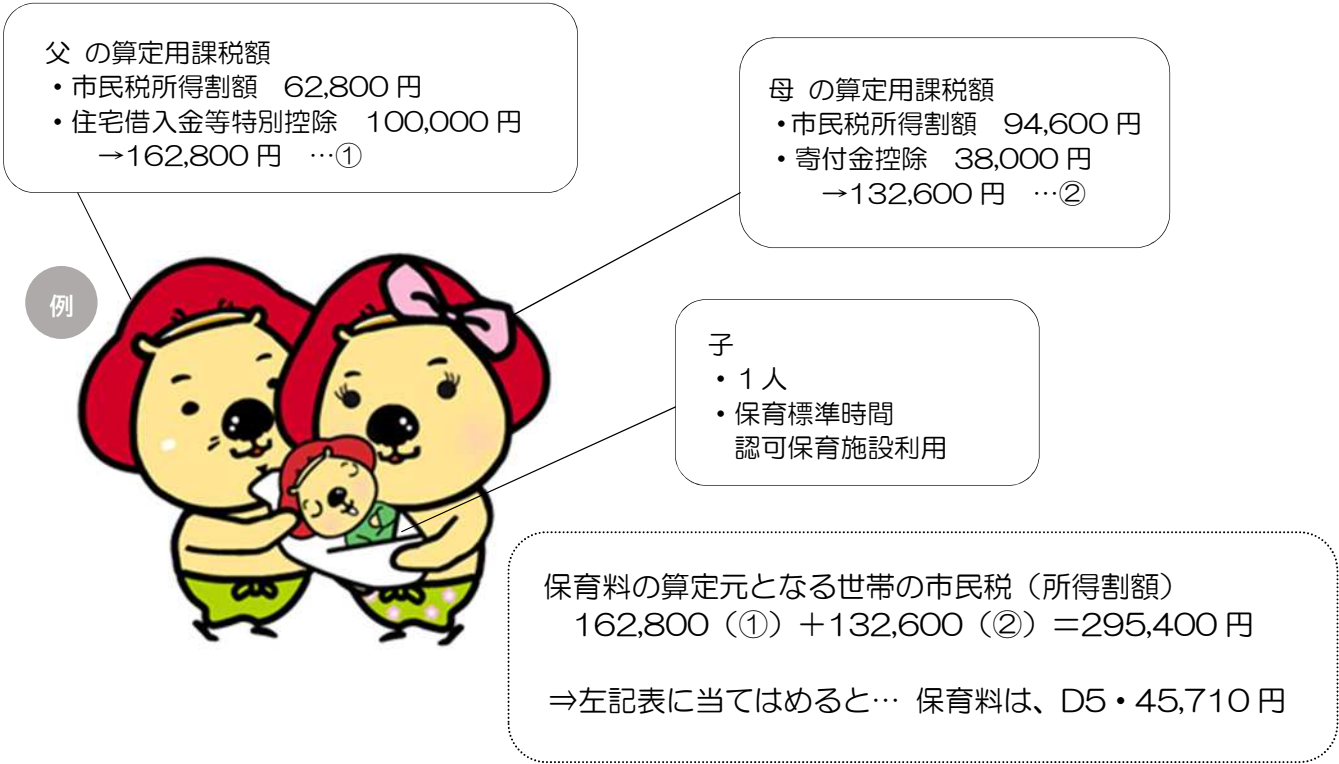 父 の算定用課税額
・市民税所得割額　62,800 円
・住宅借入金等特別控除　100,000 円
→162,800 円　…①
母 の算定用課税額
・市民税所得割額　94,600 円
・寄付金控除　38,000 円
→132,600 円　…②
例
子
・１人
・保育標準時間
認可保育施設利用
保育料の算定元となる世帯の市民税（所得割額）
162,800（①）＋132,600（②）＝295,400 円
⇒左記表に当てはめると… 保育料は、D5・45,710 円